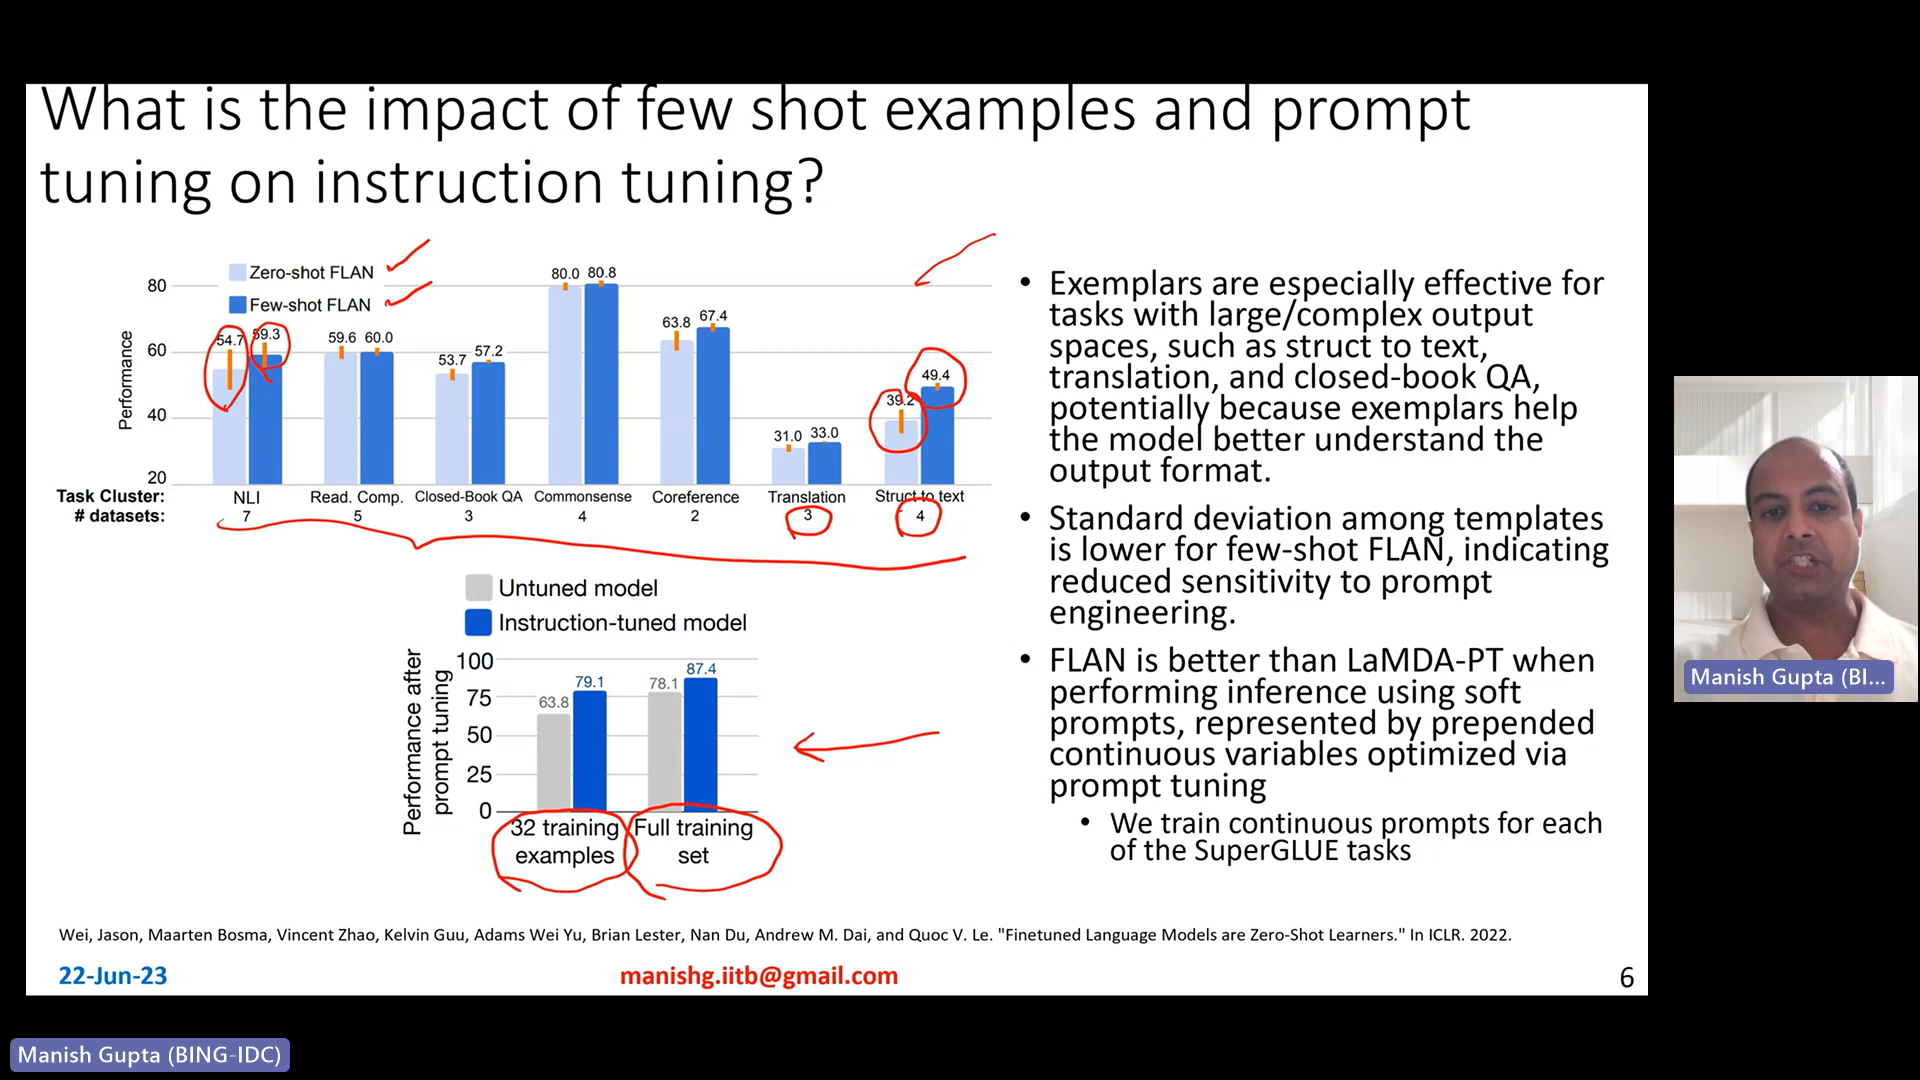 What is the impact of few shot examples and prompt
tuning on instruction tuning?
Zero-shot FLAN
Few-shot FLAN
Performance
80
60
40
20
54.7 59.3 59.6 60.0 53.7 57.2 80.0 80.8 63.8 67.4 31.0 33.0 39.2 49.4
Task Cluster: NLI Read. Comp. Closed-Book QA Commonsense Coreference Translation Struct to text
# datasets: 7 5 3 4 2 3 4
Untuned model
Instruction-tuned model
Performance after
prompt tuning
100
75
50
25
0
63.8 79.1 78.1 87.4
32 training
examples
Full training
set
• Exemplars are especially effective for
tasks with large/complex output
spaces, such as struct to text,
translation, and closed-book QA,
potentially because exemplars help
the model better understand the
output format.
• Standard deviation among templates
is lower for few-shot FLAN, indicating
reduced sensitivity to prompt
engineering.
• FLAN is better than LaMDA-PT when
performing inference using soft
prompts, represented by prepended
continuous variables optimized via
prompt tuning
• We train continuous prompts for each
of the SuperGLUE tasks
Wei, Jason, Maarten Bosma, Vincent Zhao, Kelvin Guu, Adams Wei Yu, Brian Lester, Nan Du, Andrew M. Dai, and Quoc V. Le. "Finetuned Language Models are Zero-Shot Learners." In ICLR. 2022.
22-Jun-23
manishg.iitb@gmail.com
6
Manish Gupta (BI...
Manish Gupta (BING-IDC)